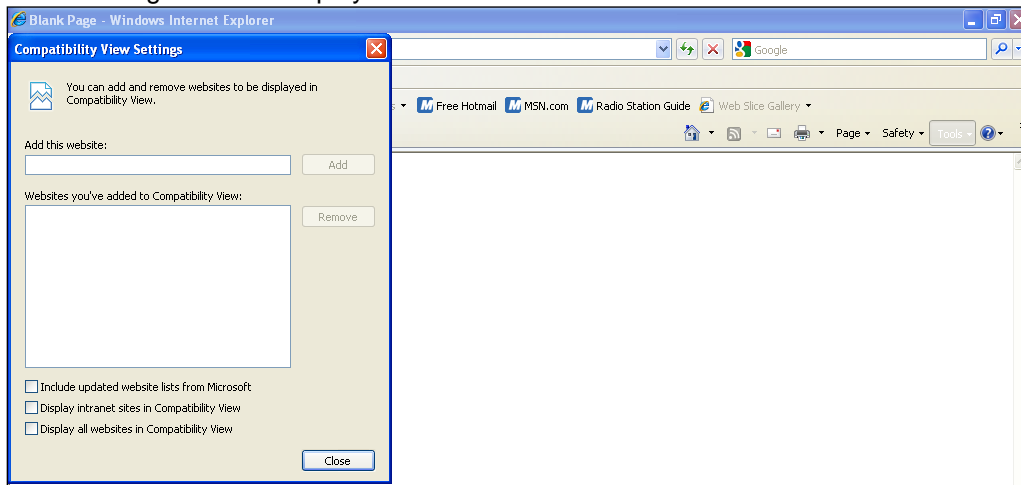 Blank Page - Windows Internet Explorer
Compatibility View Settings
Google
You can add and remove websites to be displayed in
Compatibility View.
Free Hotmail MSN.com Radio Station Guide Web Slice Gallery
Page Safety Tools
Add this website:
Add
Websites you've added to Compatibility View:
Remove
Include updated website lists from Microsoft
Display intranet sites in Compatibility View
Display all websites in Compatibility View
Close